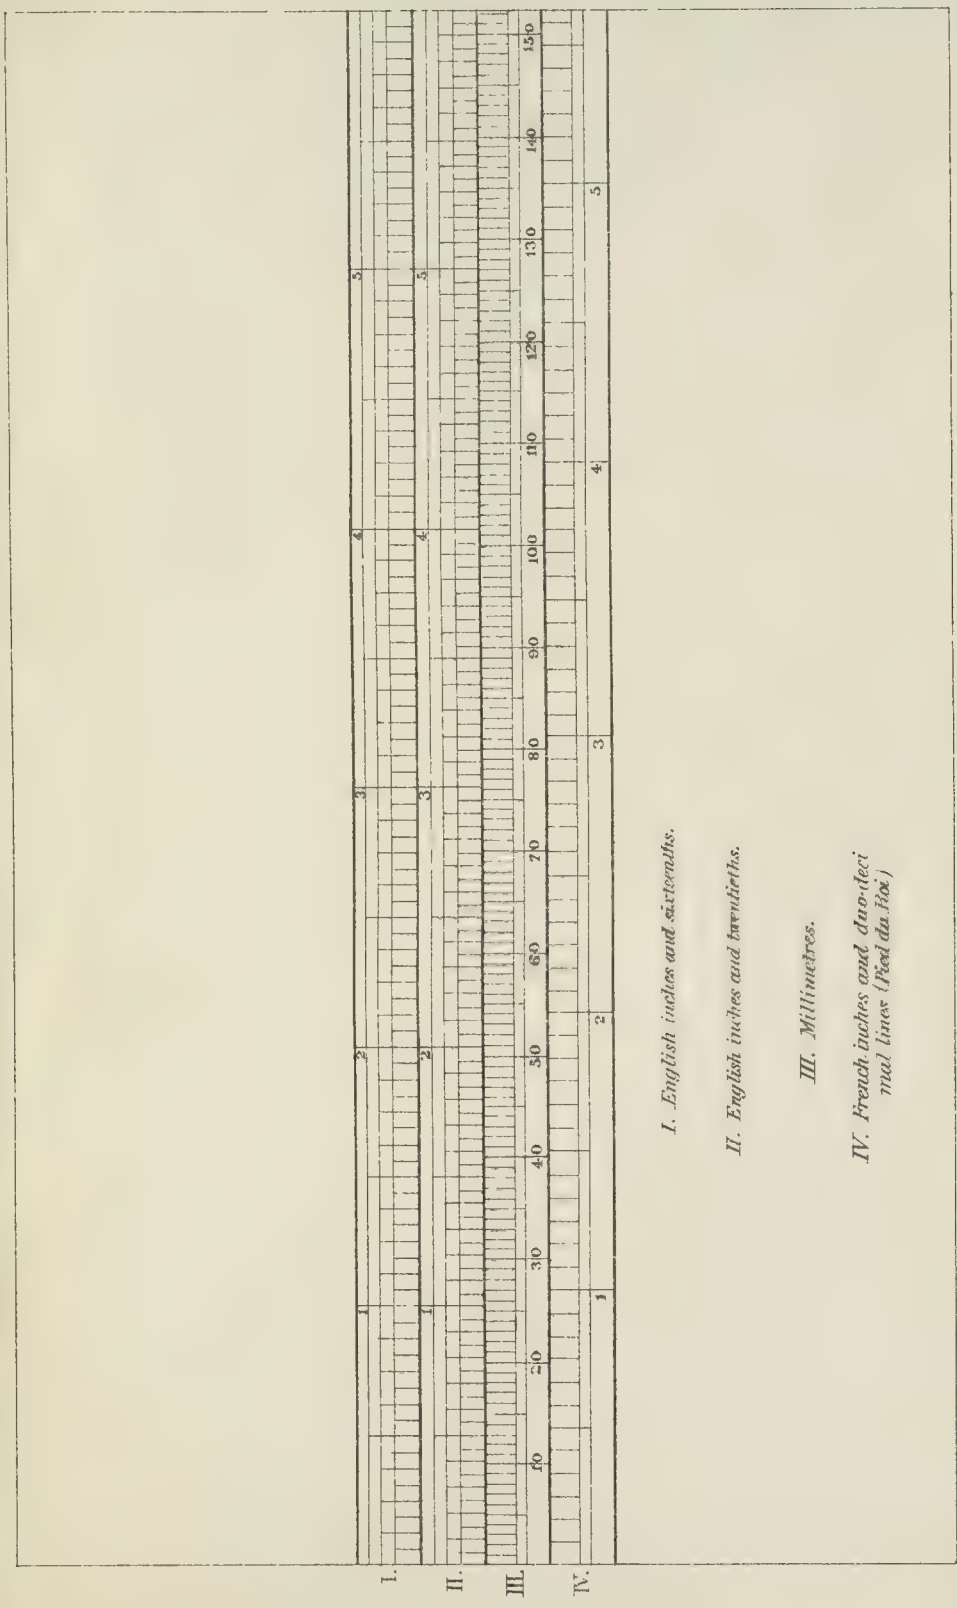 I.
1 2 3 4 5
II.
1 2 3 4 5
III.
10 20 30 40 50 60 70 80 90 100 110 120 130 140 150
IV.
1 2 3 4 5
I. English inches and sixteenths.
II. English inches and twentieths.
III. Millimetres.
IV. French inches and duo-deci
mal lines (Pied du Roi)